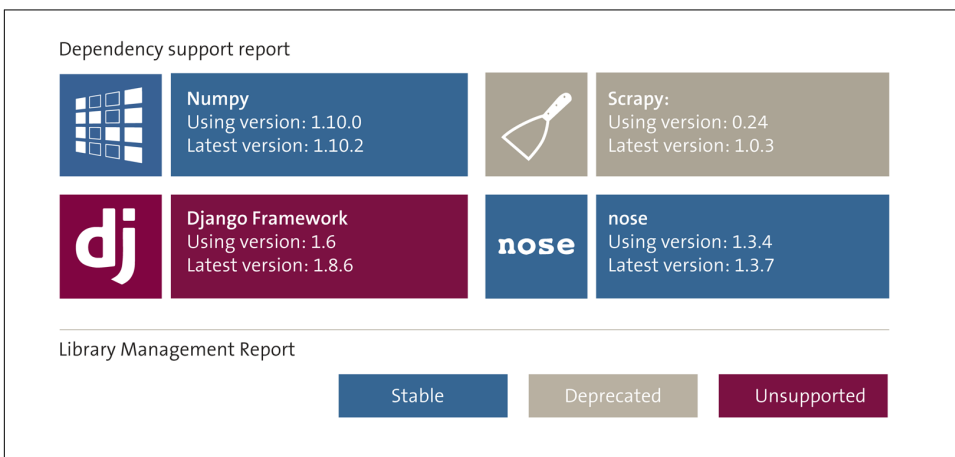 Dependency support report
Numpy
Using version: 1.10.0
Latest version: 1.10.2
Scrapy:
Using version: 0.24
Latest version: 1.0.3
dj
Django Framework
Using version: 1.6
Latest version: 1.8.6
nose
nose
Using version: 1.3.4
Latest version: 1.3.7
Library Management Report
Stable
Deprecated
Unsupported